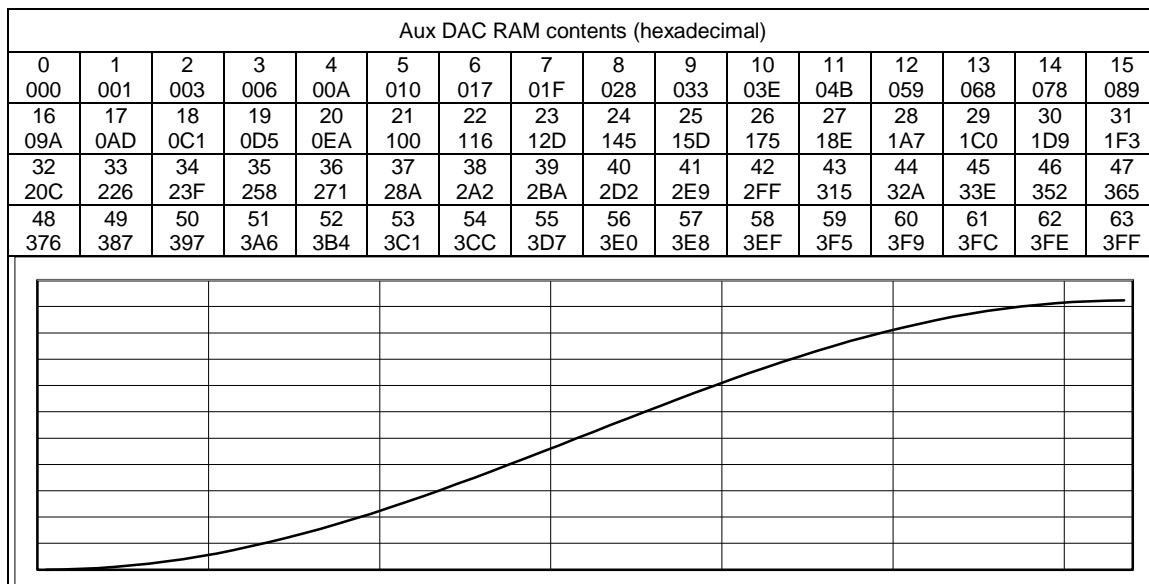 Aux DAC RAM contents (hexadecimal)
0 1 2 3 4 5 6 7 8 9 10 11 12 13 14 15
000 001 003 006 00A 010 017 01F 028 033 03E 04B 059 068 078 089
16 17 18 19 20 21 22 23 24 25 26 27 28 29 30 31
09A 0AD 0C1 0D5 0EA 100 116 12D 145 15D 175 18E 1A7 1C0 1D9 1F3
32 33 34 35 36 37 38 39 40 41 42 43 44 45 46 47
20C 226 23F 258 271 28A 2A2 2BA 2D2 2E9 2FF 315 32A 33E 352 365
48 49 50 51 52 53 54 55 56 57 58 59 60 61 62 63
376 387 397 3A6 3B4 3C1 3CC 3D7 3E0 3E8 3EF 3F5 3F9 3FC 3FE 3FF